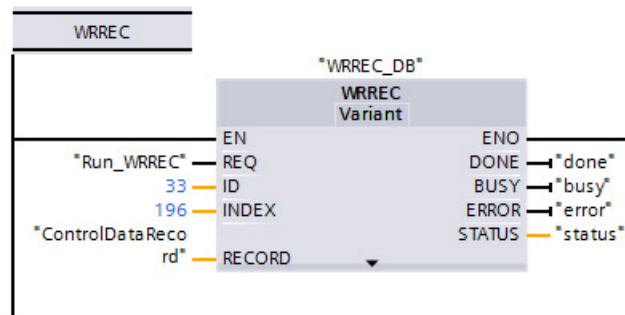 WRREC
"WRREC_DB"
WRREC
Variant
EN ENO
"Run_WRREC" REQ DONE "done"
33 ID BUSY "busy"
196 INDEX ERROR "error"
"ControlDataReco STATUS "status"
rd" RECORD